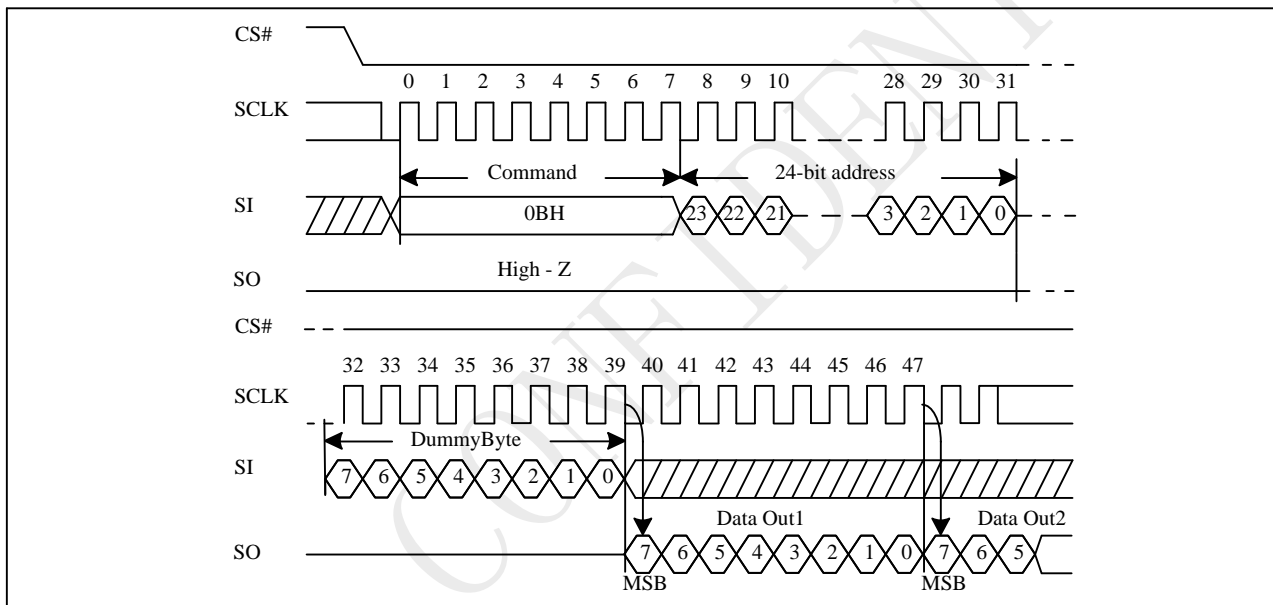 CONFIDENT
CS#
0 1 2 3 4 5 6 7 8 9 10 28 29 30 31
SCLK
Command 24-bit address
SI 0BH 23 22 21 3 2 1 0
High - Z
SO
CS#
32 33 34 35 36 37 38 39 40 41 42 43 44 45 46 47
SCLK
DummyByte
SI 7 6 5 4 3 2 1 0
Data Out1 Data Out2
SO 7 6 5 4 3 2 1 0 7 6 5
MSB MSB